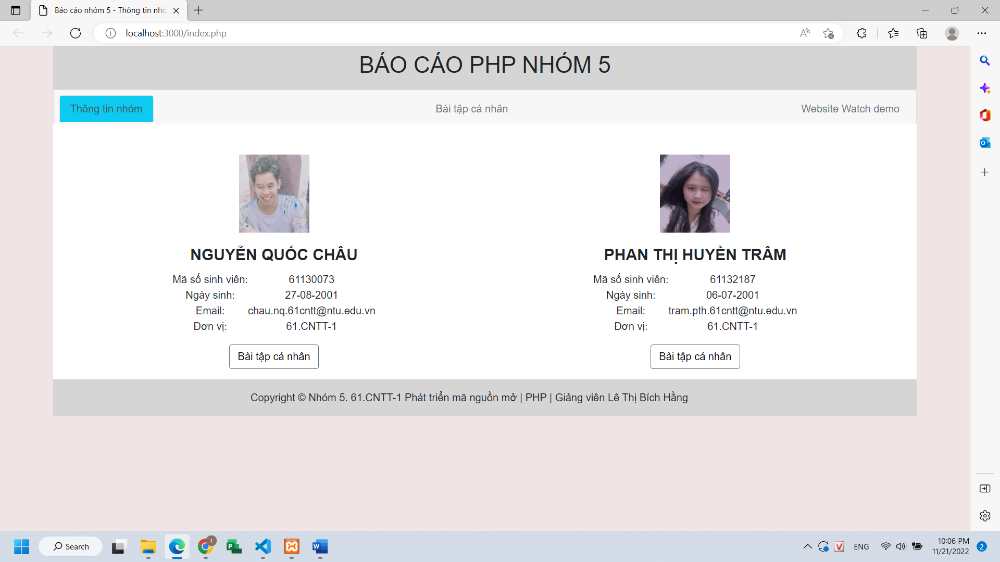 Báo cáo nhóm 5 - Thông tin nhó
localhost:3000/index.php
BÁO CÁO PHP NHÓM 5
Thông tin nhóm
Bài tập cá nhân
Website Watch demo
NGUYỄN QUỐC CHÂU
Mã số sinh viên: 61130073
Ngày sinh: 27-08-2001
Email: chau.nq.61cntt@ntu.edu.vn
Đơn vị: 61.CNTT-1
Bài tập cá nhân
PHAN THỊ HUYỀN TRÂM
Mã số sinh viên: 61132187
Ngày sinh: 06-07-2001
Email: tram.pth.61cntt@ntu.edu.vn
Đơn vị: 61.CNTT-1
Bài tập cá nhân
Copyright © Nhóm 5. 61.CNTT-1 Phát triển mã nguồn mở | PHP | Giảng viên Lê Thị Bích Hằng
Search
t
ENG
10:06 PM
11/21/2022
2